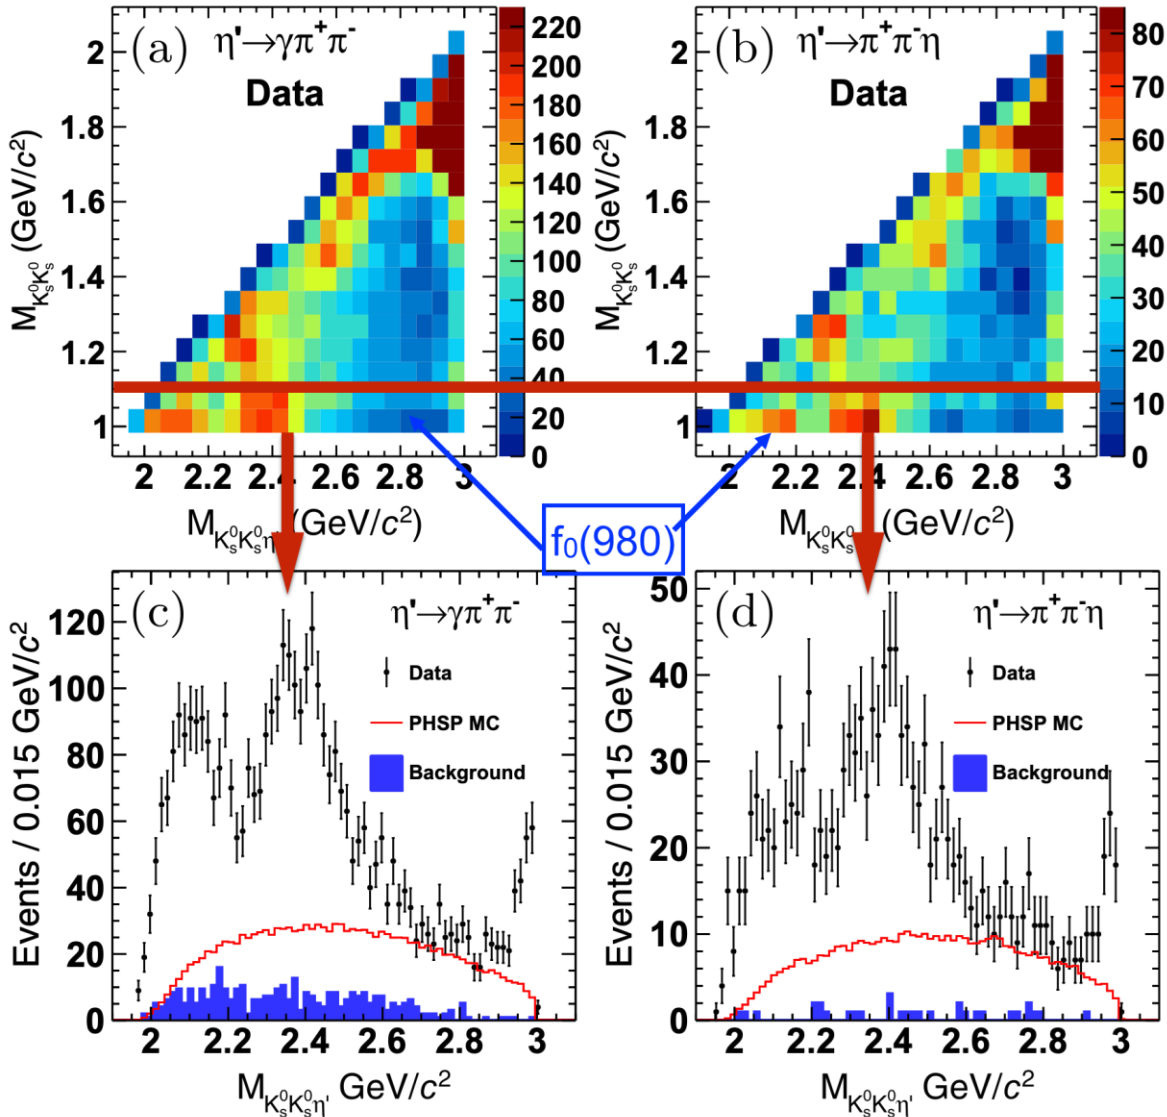 (a) η'→γπ⁺π⁻
Data
M_{K_s^0K_s^0} (GeV/c²)
2
1.8
1.6
1.4
1.2
1
2 2.2 2.4 2.6 2.8 3
M_{K_s^0K_s^0η'} (GeV/c²)
220
200
180
160
140
120
100
80
60
40
20
0
(b) η'→π⁺π⁻η
Data
M_{K_s^0K_s^0} (GeV/c²)
2
1.8
1.6
1.4
1.2
1
2 2.2 2.4 2.6 2.8 3
M_{K_s^0K_s^0} (GeV/c²)
80
70
60
50
40
30
20
10
0
f₀(980)
(c) η'→γπ⁺π⁻
Data
PHSP MC
Background
Events / 0.015 GeV/c²
120
100
80
60
40
20
0
2 2.2 2.4 2.6 2.8 3
M_{K_s^0K_s^0η'} GeV/c²
(d) η'→π⁺π⁻η
Data
PHSP MC
Background
Events / 0.015 GeV/c²
50
40
30
20
10
0
2 2.2 2.4 2.6 2.8 3
M_{K_s^0K_s^0η'} GeV/c²